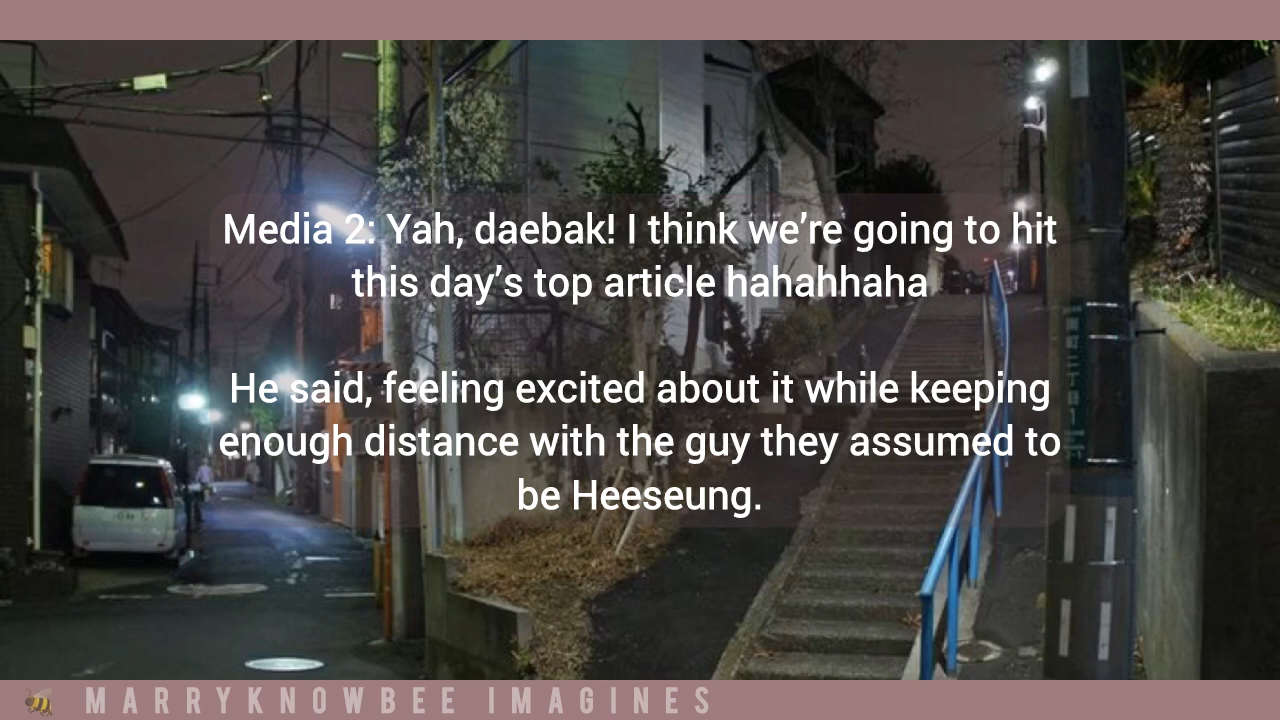 Media 2: Yah, daebak! I think we're going to hit
this day's top article hahahhaha
He said, feeling excited about it while keeping
enough distance with the guy they assumed to
be Heeseung.
MARRYKNOWBEE IMAGINES